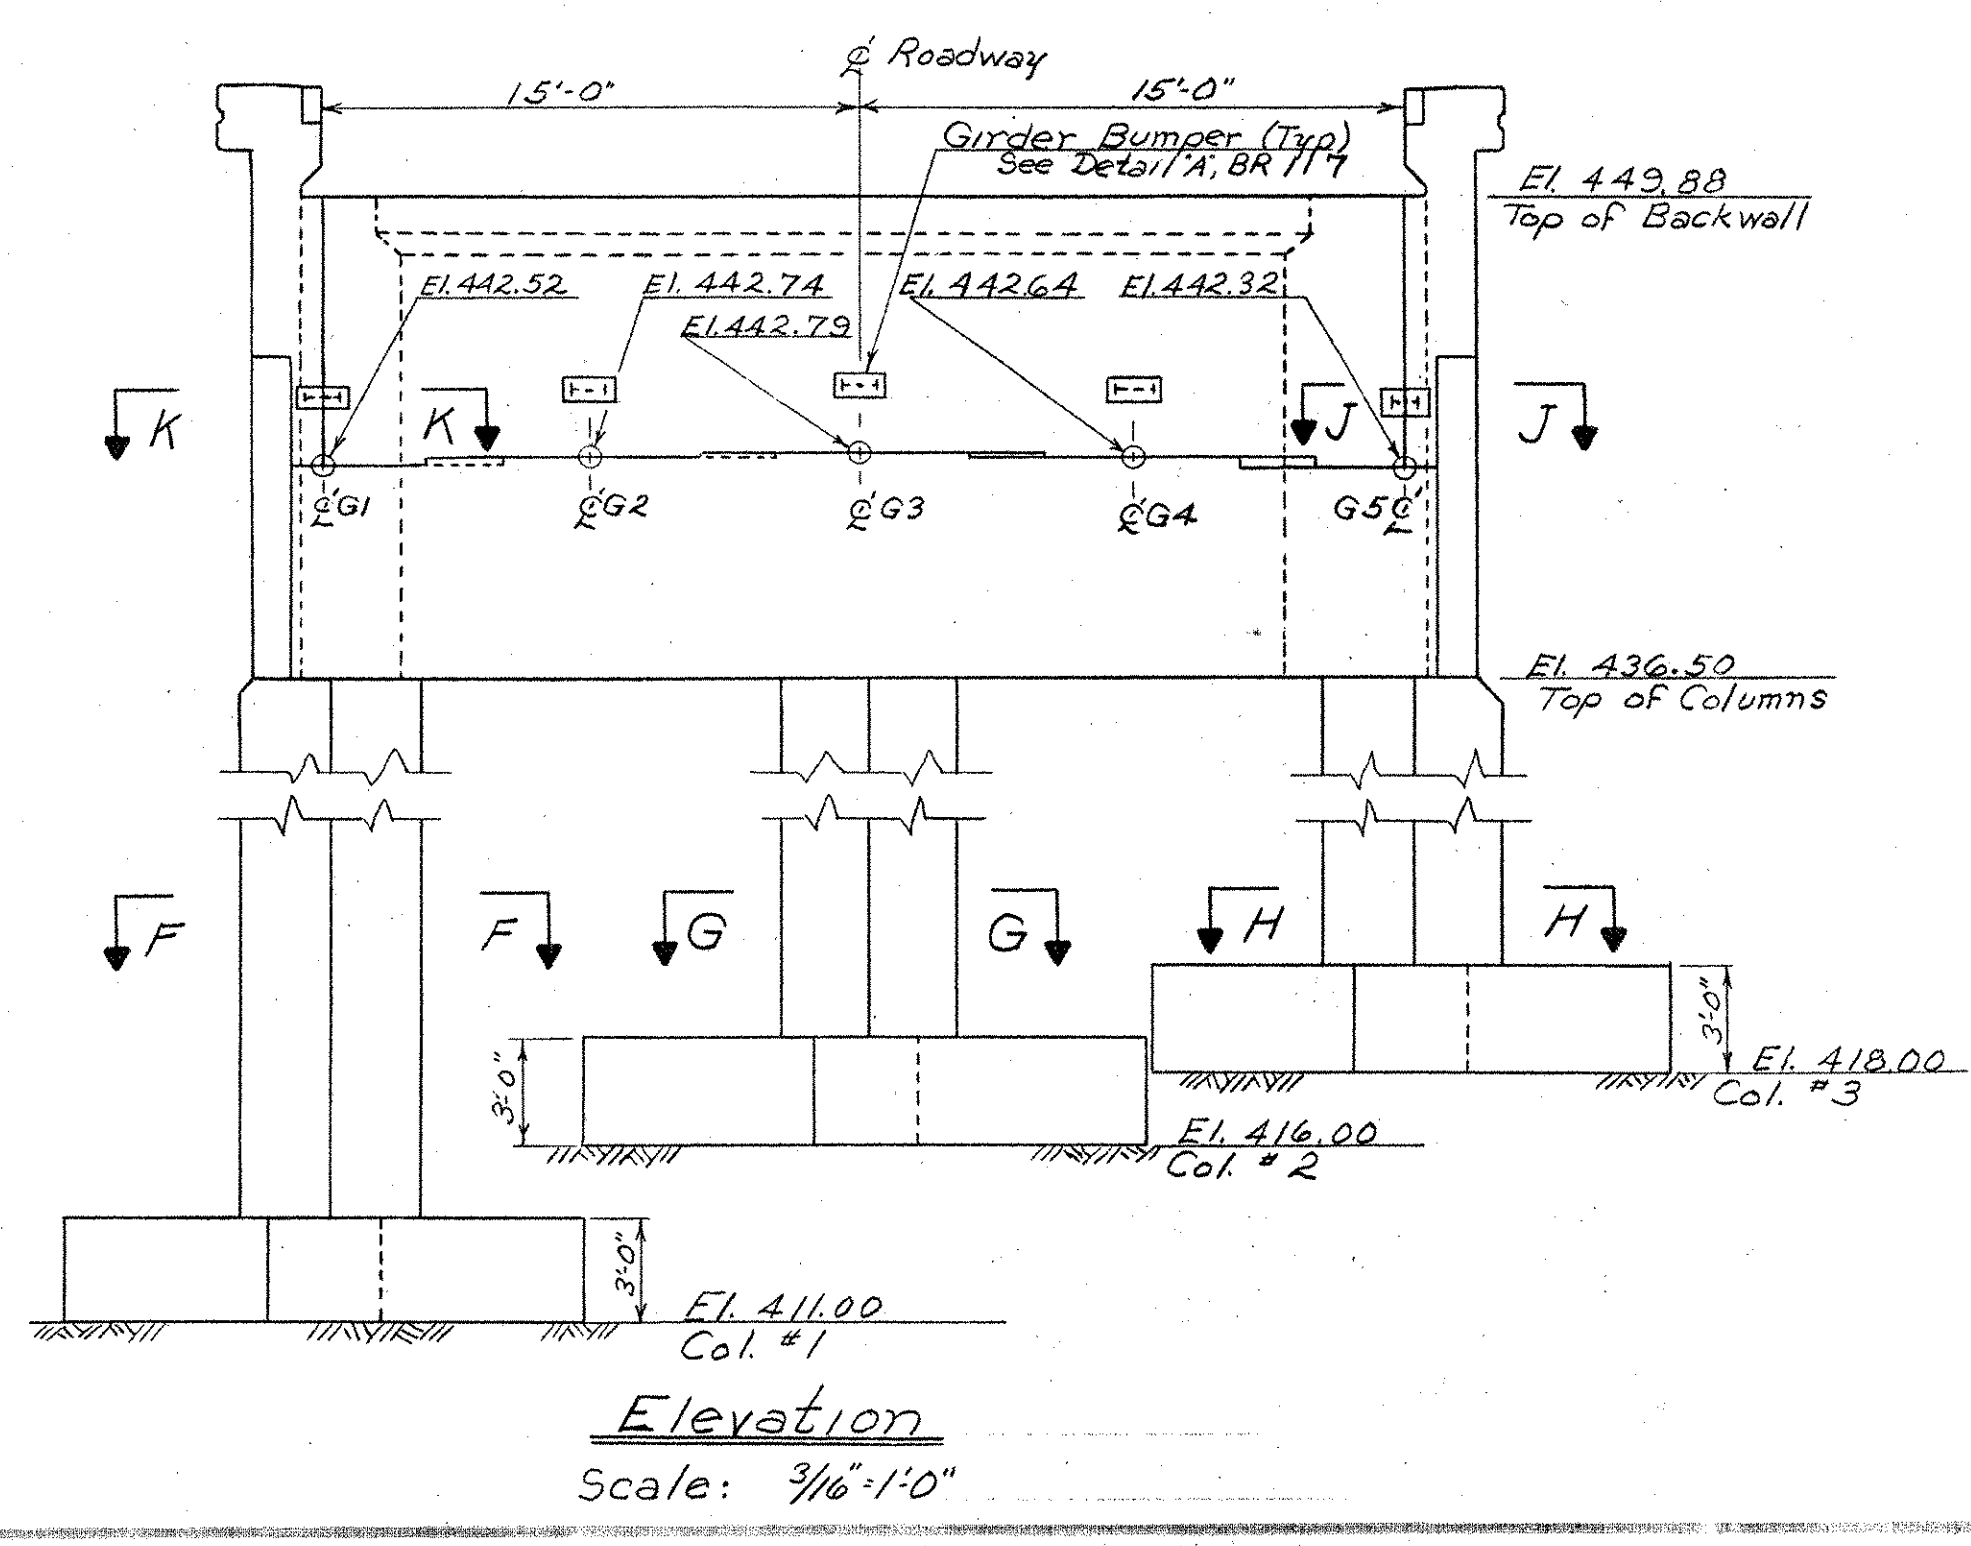 ℄ Roadway
15'-0" 15'-0"
Girder Bumper (Typ)
See Detail "A", BR 117
El. 449.88
Top of Backwall
El. 442.52 El. 442.74 El. 442.64 El. 442.32
El. 442.79
K K J J
℄ G1 ℄ G2 ℄ G3 ℄ G4 G5 ℄
El. 436.50
Top of Columns
F F G G H H
3'-0"
El. 418.00
Col. #3
3'-0"
El. 416.00
Col. #2
3'-0"
El. 411.00
Col. #1
Elevation
Scale: 3/16"=1'-0"